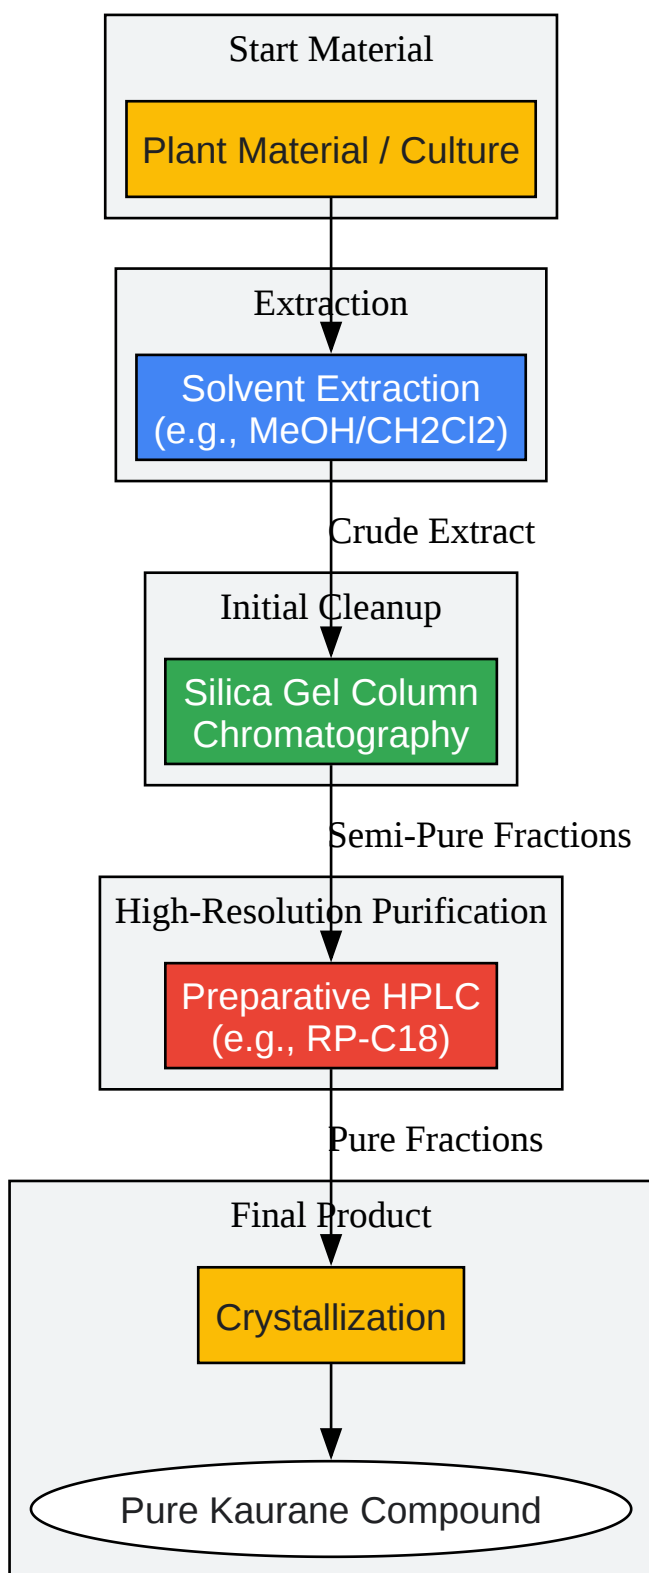 Start Material
Plant Material / Culture
Extraction
Solvent Extraction
(e.g., MeOH/CH2Cl2)
Crude Extract
Initial Cleanup
Silica Gel Column
Chromatography
Semi-Pure Fractions
High-Resolution Purification
Preparative HPLC
(e.g., RP-C18)
Pure Fractions
Final Product
Crystallization
Pure Kaurane Compound